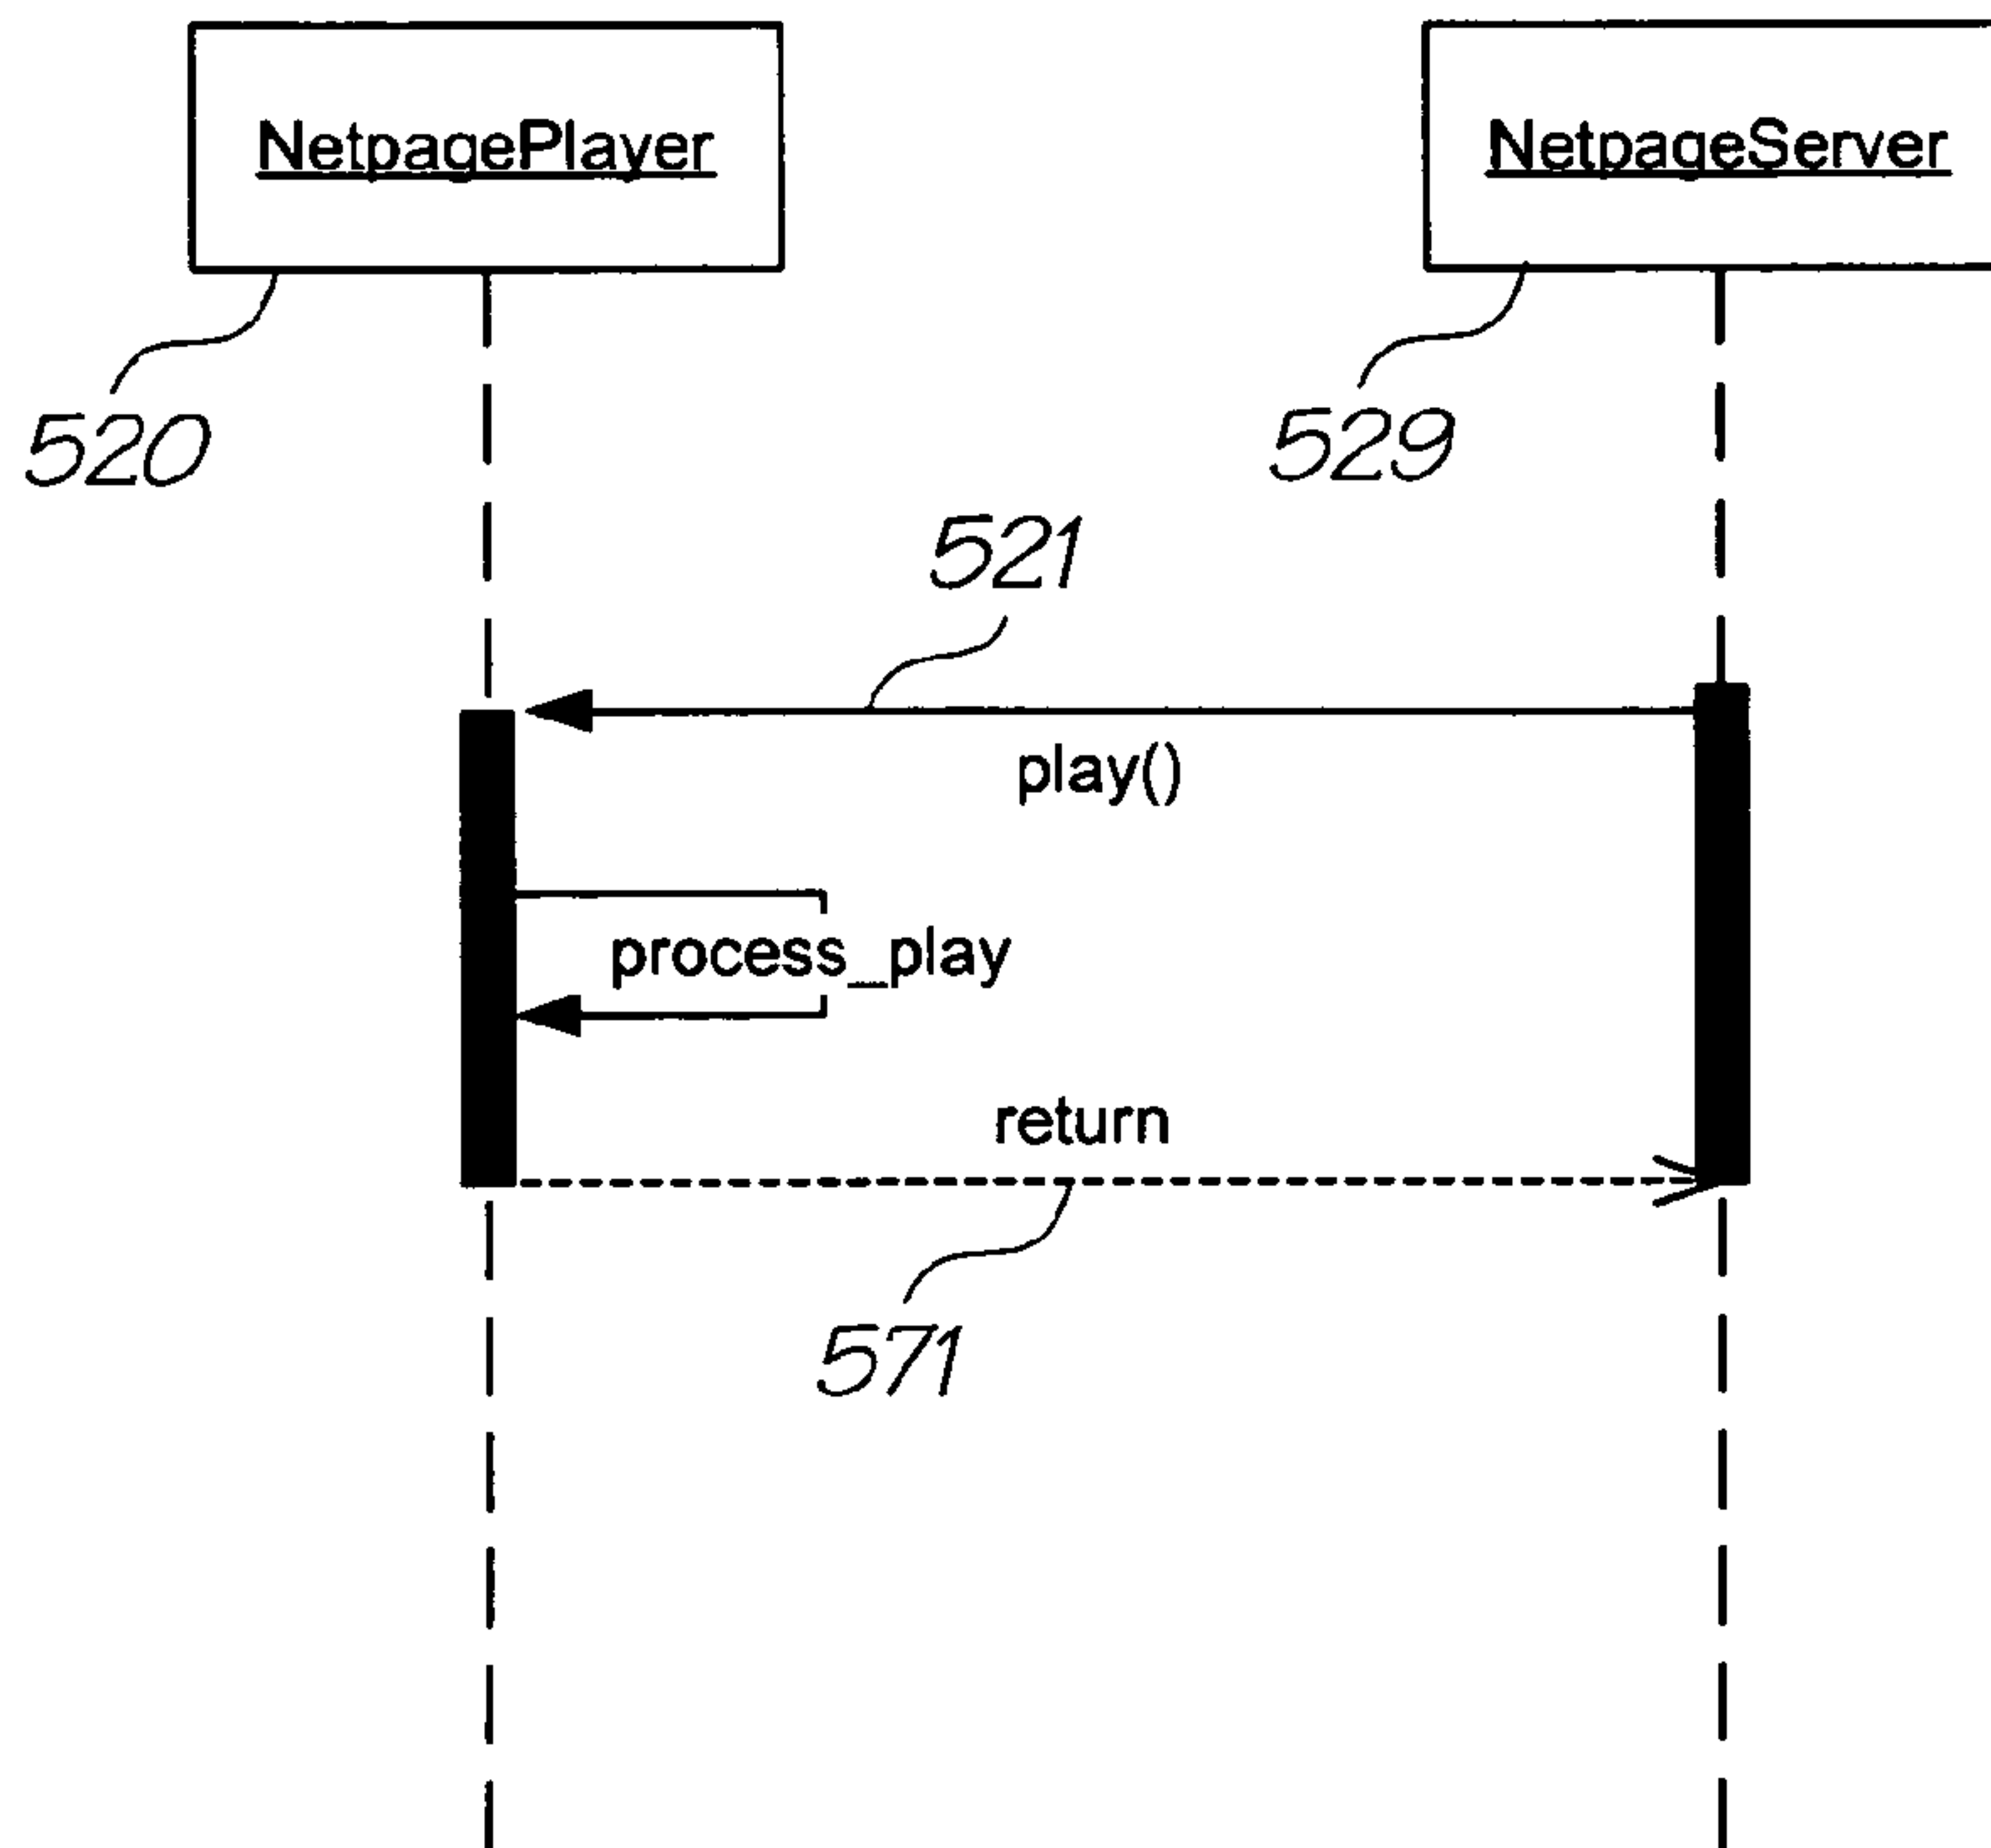 NetpagePlayer
NetpageServer
520
529
521
play()
process_play
return
571